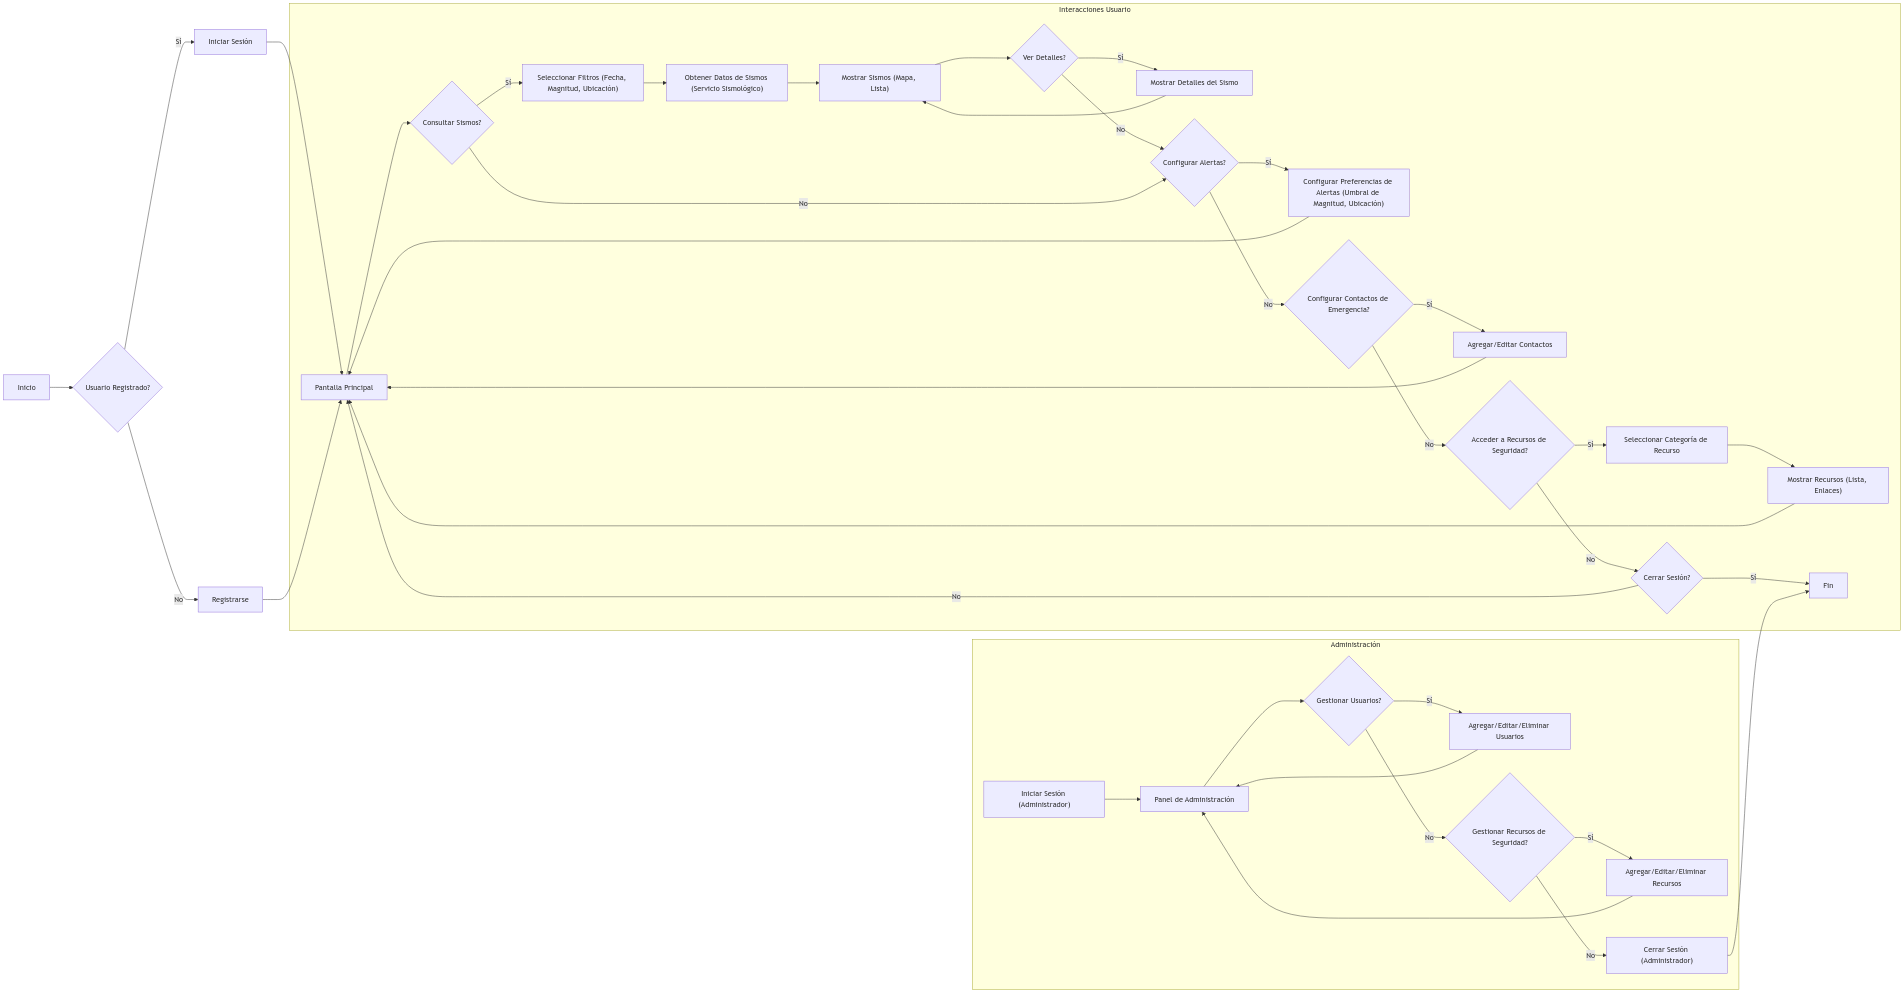 Interacciones Usuario
Sí
Iniciar Sesión
Ver Detalles?
Sí
Seleccionar Filtros (Fecha,
Magnitud, Ubicación)
Obtener Datos de Sismos
(Servicio Sismológico)
Mostrar Sismos (Mapa,
Lista)
Mostrar Detalles del Sismo
Sí
Consultar Sismos?
No
Configurar Alertas?
Sí
Configurar Preferencias de
Alertas (Umbral de
Magnitud, Ubicación)
No
Configurar Contactos de
Emergencia?
No
Sí
Agregar/Editar Contactos
Inicio
Usuario Registrado?
Pantalla Principal
Acceder a Recursos de
Seguridad?
No
Sí
Seleccionar Categoría de
Recurso
Mostrar Recursos (Lista,
Enlaces)
No
Cerrar Sesión?
Sí
Fin
No
Registrarse
No
Administración
Gestionar Usuarios?
Sí
Agregar/Editar/Eliminar
Usuarios
Iniciar Sesión
(Administrador)
Panel de Administración
No
Gestionar Recursos de
Seguridad?
Sí
Agregar/Editar/Eliminar
Recursos
No
Cerrar Sesión
(Administrador)